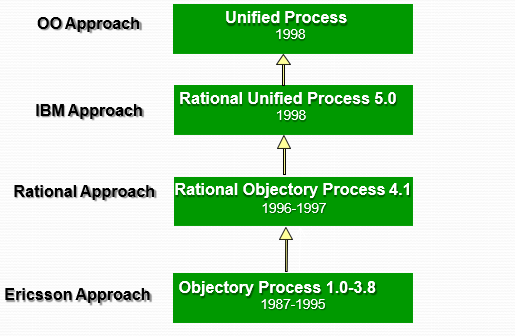 OO Approach
Unified Process
1998
IBM Approach
Rational Unified Process 5.0
1998
Rational Approach
Rational Objectory Process 4.1
1996-1997
Ericsson Approach
Objectory Process 1.0-3.8
1987-1995